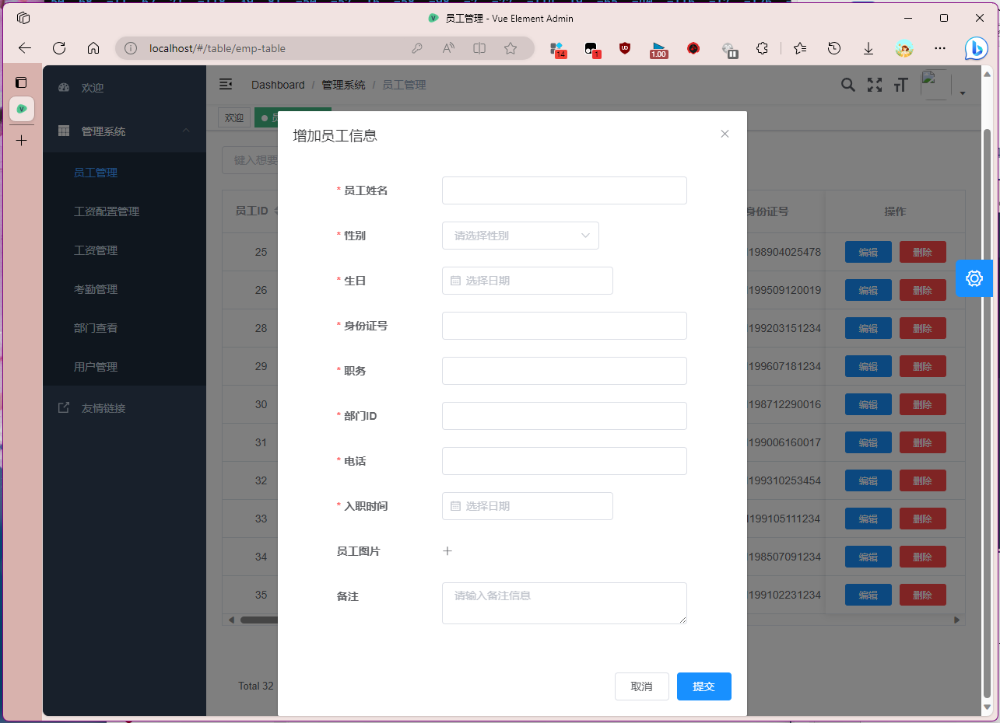 员工管理 - Vue Element Admin
localhost/#/table/emp-table
14
1
1.00
欢迎
Dashboard / 管理系统 / 员工管理
管理系统
欢迎
增加员工信息
键入想要
员工管理
工资配置管理
工资管理
考勤管理
部门查看
用户管理
友情链接
员工ID
身份证号
操作
25
198904025478
编辑
删除
26
199509120019
编辑
删除
28
199203151234
编辑
删除
29
199607181234
编辑
删除
30
198712290016
编辑
删除
31
199006160017
编辑
删除
32
199310253454
编辑
删除
33
199105111234
编辑
删除
34
198507091234
编辑
删除
35
199102231234
编辑
删除
Total 32
* 员工姓名
* 性别
请选择性别
* 生日
选择日期
* 身份证号
* 职务
* 部门ID
* 电话
* 入职时间
选择日期
员工图片
备注
请输入备注信息
取消
提交